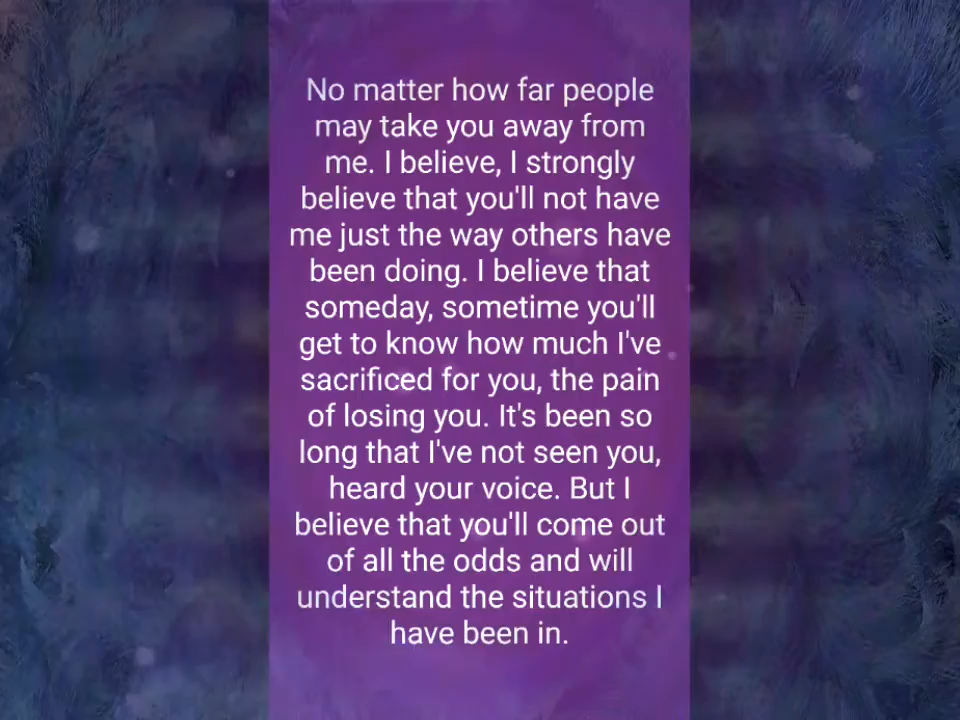 No matter how far people
may take you away from
me. I believe, I strongly
believe that you'll not have
me just the way others have
been doing. I believe that
someday, sometime you'll
get to know how much I've
sacrificed for you, the pain
of losing you. It's been so
long that I've not seen you,
heard your voice. But I
believe that you'll come out
of all the odds and will
understand the situations I
have been in.